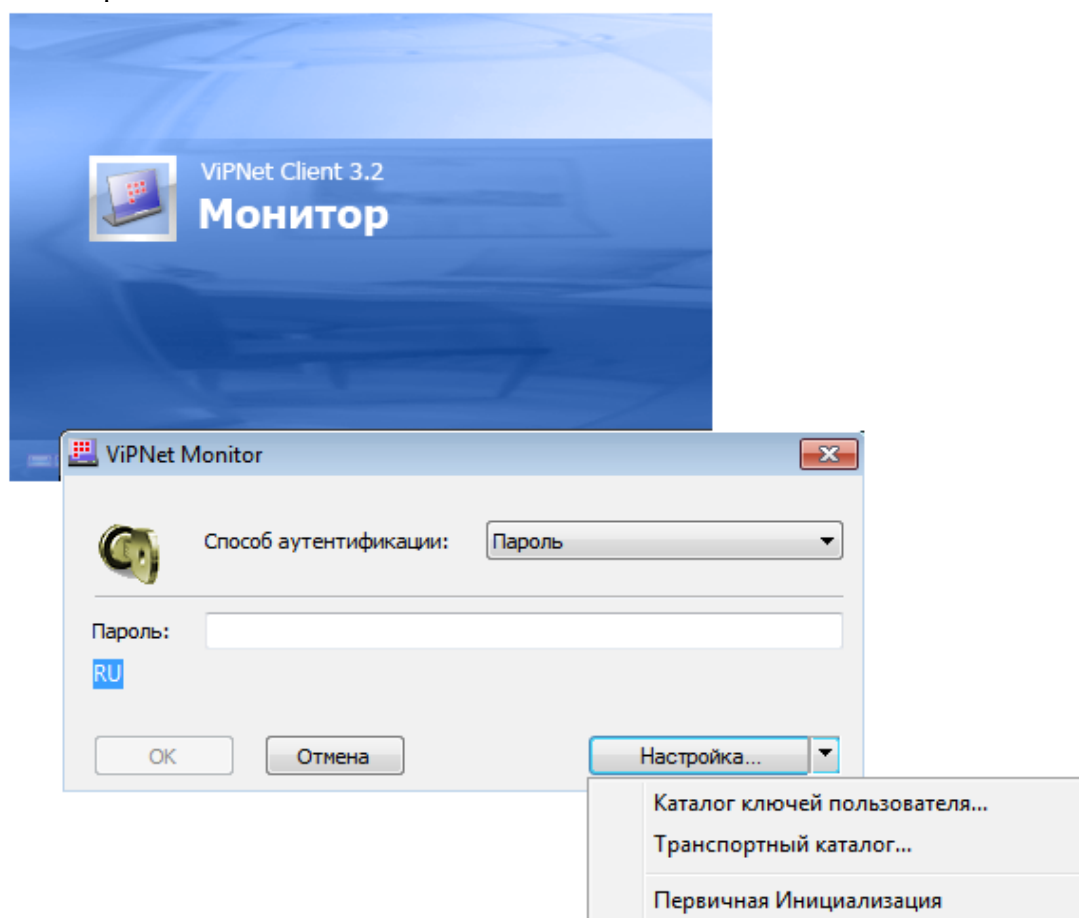 ViPNet Client 3.2
Монитор
ViPNet Monitor
Способ аутентификации: Пароль
Пароль:
RU
OK Отмена Настройка...
Каталог ключей пользователя...
Транспортный каталог...
Первичная Инициализация